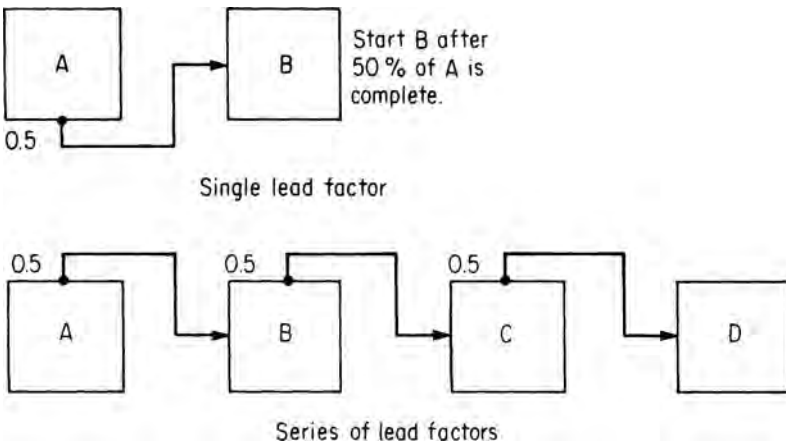 A
B
Start B after
50% of A is
complete.
0.5
Single lead factor
0.5
0.5
0.5
A
B
C
D
Series of lead factors